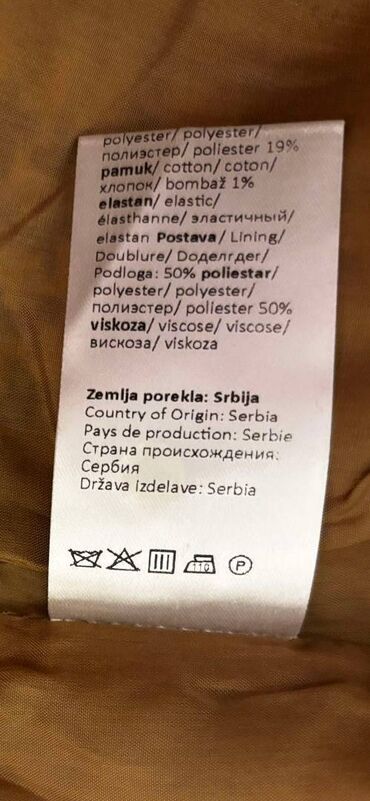 polyester/ polyester/
полиэстер/ poliester 19%
pamuk/ cotton/ coton/
хлопок/ bombaž 1%
elastan/ elastic/
élasthanne/ эластичный/
elastan Postava/ Lining/
Doublure/ Доделгдег/
Podloga: 50% poliestar/
polyester/ polyester/
полиэстер/ poliester 50%
viskoza/ viscose/ viscose/
вискоза/ viskoza
Zemlja porekla: Srbija
Country of Origin: Serbia
Pays de production: Serbie
Страна происхождения:
Сербия
Država izdelave: Serbia
110 P